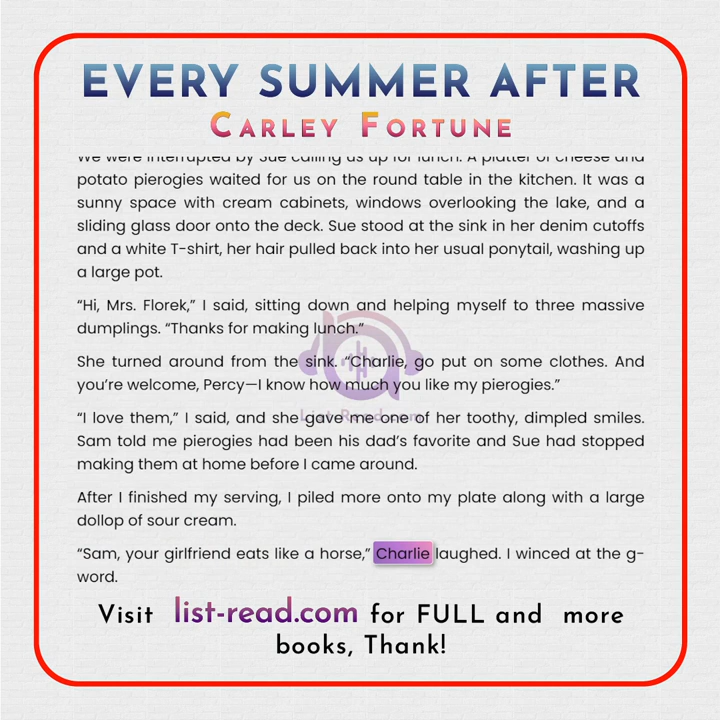 EVERY SUMMER AFTER
CARLEY FORTUNE
We were interrupted by Sue calling us up for lunch. A platter of cheese and
potato pierogies waited for us on the round table in the kitchen. It was a
sunny space with cream cabinets, windows overlooking the lake, and a
sliding glass door onto the deck. Sue stood at the sink in her denim cutoffs
and a white T-shirt, her hair pulled back into her usual ponytail, washing up
a large pot.
“Hi, Mrs. Florek,” I said, sitting down and helping myself to three massive
dumplings. “Thanks for making lunch.”
She turned around from the sink. “Charlie, go put on some clothes. And
you’re welcome, Percy—I know how much you like my pierogies.”
“I love them,” I said, and she gave me one of her toothy, dimpled smiles.
Sam told me pierogies had been his dad’s favorite and Sue had stopped
making them at home before I came around.
After I finished my serving, I piled more onto my plate along with a large
dollop of sour cream.
“Sam, your girlfriend eats like a horse,” Charlie laughed. I winced at the g-
word.
Visit list-read.com for FULL and more
books, Thank!